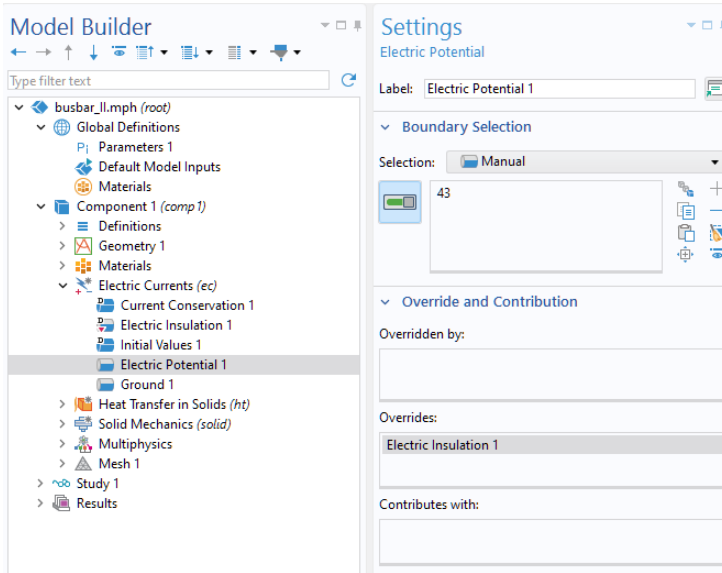 Model Builder
Type filter text
busbar_II.mph (root)
Global Definitions
Pi Parameters 1
Default Model Inputs
Materials
Component 1 (comp1)
Definitions
Geometry 1
Materials
Electric Currents (ec)
Current Conservation 1
Electric Insulation 1
Initial Values 1
Electric Potential 1
Ground 1
Heat Transfer in Solids (ht)
Solid Mechanics (solid)
Multiphysics
Mesh 1
Study 1
Results
Settings
Electric Potential
Label: Electric Potential 1
Boundary Selection
Selection: Manual
43
Override and Contribution
Overridden by:
Overrides:
Electric Insulation 1
Contributes with: